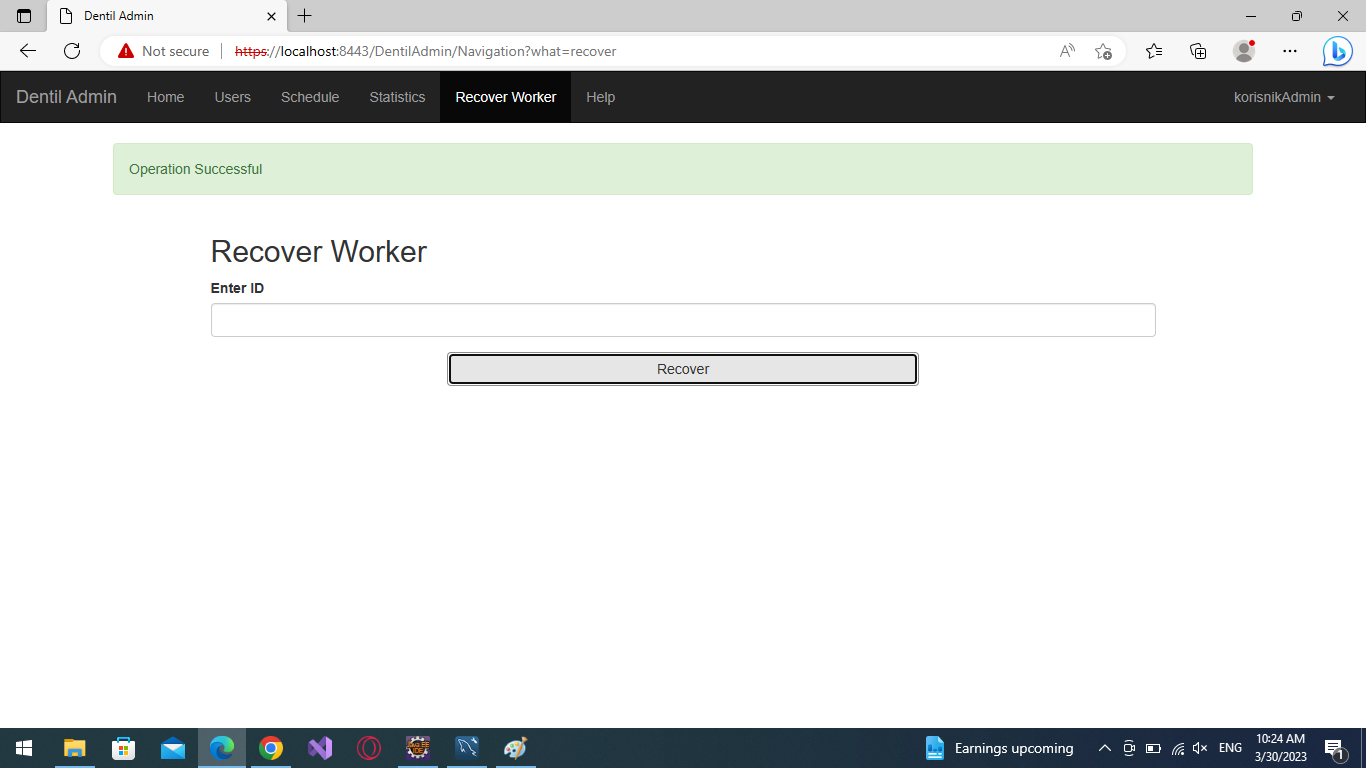 Dentil Admin
Not secure https://localhost:8443/DentilAdmin/Navigation?what=recover
Dentil Admin Home Users Schedule Statistics Recover Worker Help korisnikAdmin
Operation Successful
Recover Worker
Enter ID
Recover
Earnings upcoming ENG 10:24 AM
3/30/2023 1